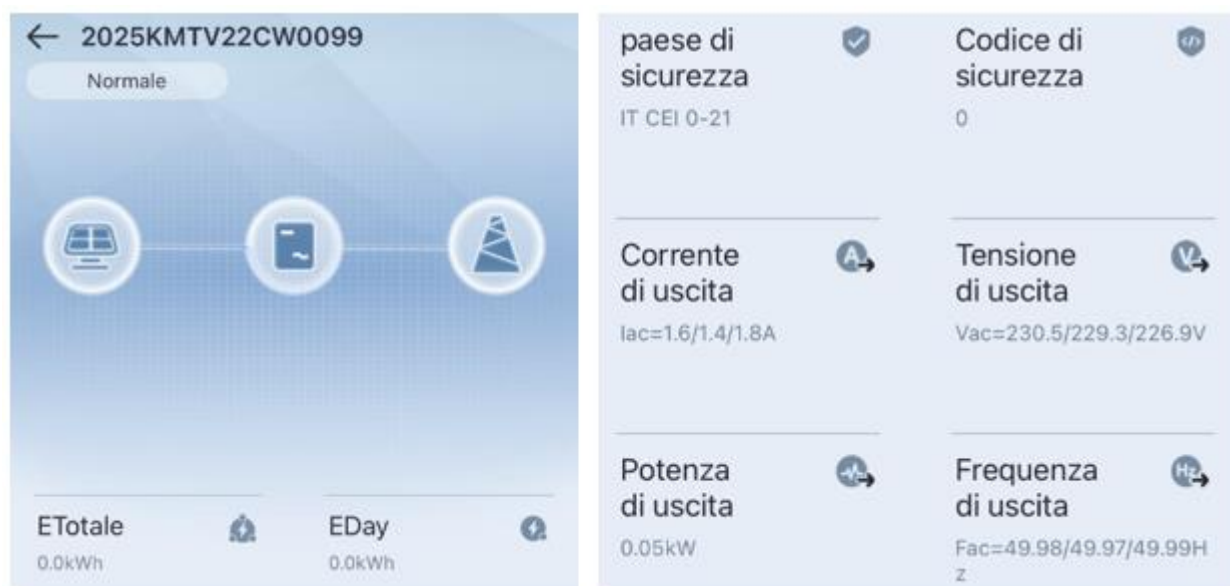 ← 2025KMTV22CW0099
Normale
ETotale
0.0kWh
EDay
0.0kWh
paese di
sicurezza
IT CEI 0-21
Codice di
sicurezza
0
Corrente
di uscita
Iac=1.6/1.4/1.8A
Tensione
di uscita
Vac=230.5/229.3/226.9V
Potenza
di uscita
0.05kW
Frequenza
di uscita
Fac=49.98/49.97/49.99H
z